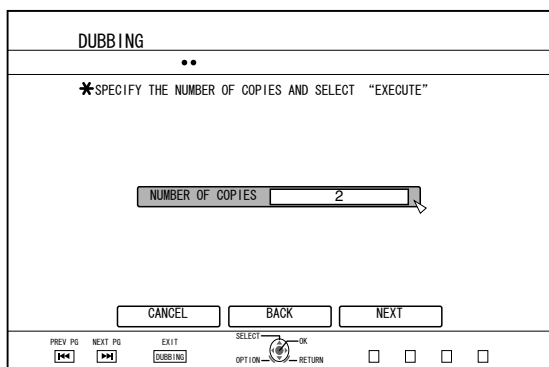 DUBBING
••
*SPECIFY THE NUMBER OF COPIES AND SELECT “EXECUTE”
NUMBER OF COPIES 2
CANCEL BACK NEXT
PREV PG NEXT PG EXIT SELECT OK
DUBBING OPTION RETURN